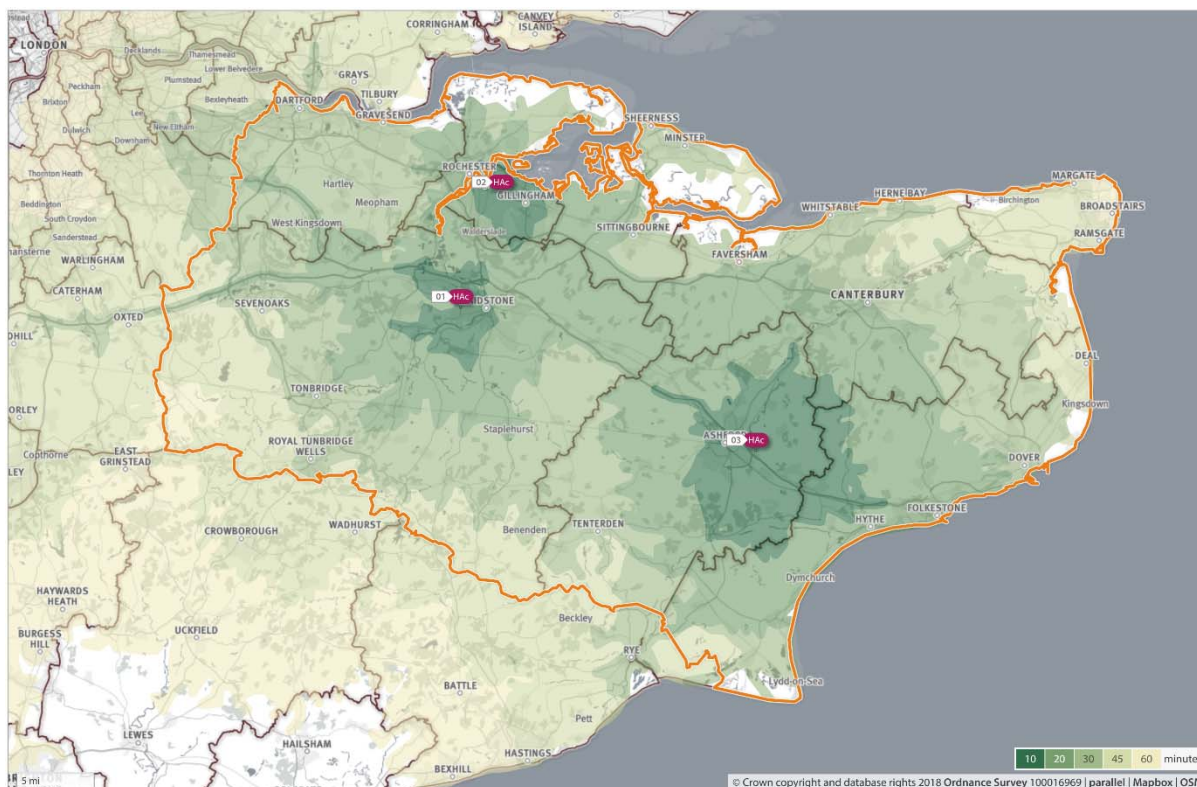 LONDON
CORRINGHAM
CANVEY
ISLAND
Docklands
Thamesmead
Lower Belvedere
Peckham
Plumstead
GRAYS
Brixton
Bexleyheath
TILBURY
Lee
DARTFORD
Dulwich
New Eltham
GRAVESEND
Downsham
SHEERNESS
MINSTER
Thornton Heath
ROCHESTER
MARGATE
Hartley
02 HAc
HERNE BAY
Birchington
Beddington
Meopham
GILLINGHAM
WHITSTABLE
BROADSTAIRS
South Croydon
West Kingsdown
Walderslade
SITTINGBOURNE
RAMSGATE
Sanderstead
FAVERSHAM
WARLINGHAM
CATERHAM
01 HAc
CANTERBURY
SEVENOAKS
IDSTONE
OXTED
DEAL
TONBRIDGE
Kingsdown
Staplehurst
ASHFORD
03 HAc
ROYAL TUNBRIDGE
WELLS
EAST
GRINSTEAD
Copthorne
DOVER
FOLKESTONE
HYTHE
CROWBOROUGH
WADHURST
Benenden
TENTERDEN
Dymchurch
HAYWARDS
HEATH
Beckley
UCKFIELD
BURGESS
HILL
RYE
Lydd-on-Sea
BATTLE
Pett
LEWES
HAILSHAM
HASTINGS
BEXHILL
5 mi
10 20 30 45 60 minute
© Crown copyright and database rights 2018 Ordnance Survey 100016969 | parallel | Mapbox | OSM